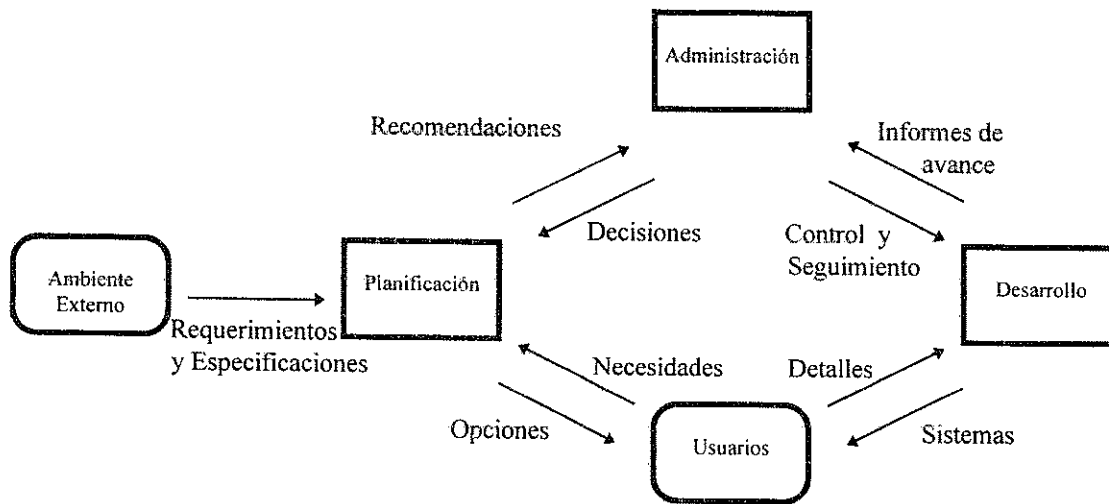 Administración
Recomendaciones
Informes de
avance
Decisiones
Control y
Seguimiento
Ambiente
Externo
Planificación
Desarrollo
Requerimientos
y Especificaciones
Necesidades
Detalles
Opciones
Usuarios
Sistemas